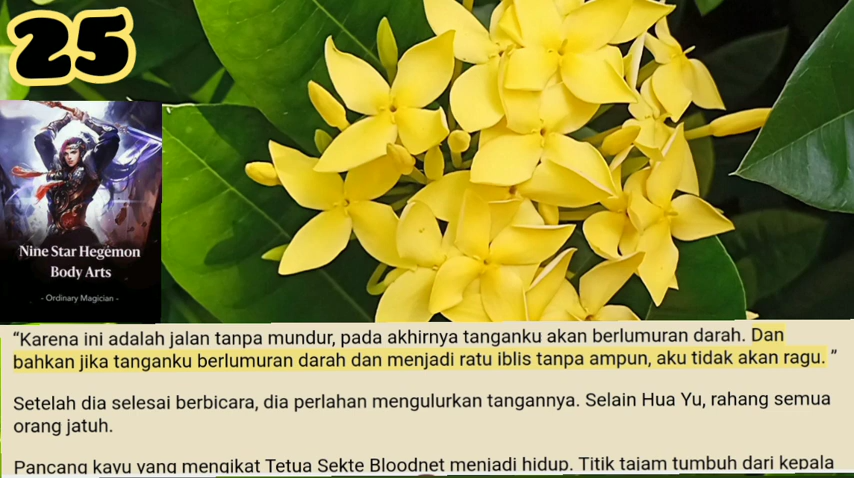 25
Nine Star Hegemon
Body Arts
- Ordinary Magician -
“Karena ini adalah jalan tanpa mundur, pada akhirnya tanganku akan berlumuran darah. Dan
bahkan jika tanganku berlumuran darah dan menjadi ratu iblis tanpa ampun, aku tidak akan ragu. ”
Setelah dia selesai berbicara, dia perlahan mengulurkan tangannya. Selain Hua Yu, rahang semua
orang jatuh.
Pancang kayu yang mengikat Tetua Sekte Bloodnet menjadi hidup. Titik tajam tumbuh dari kepala